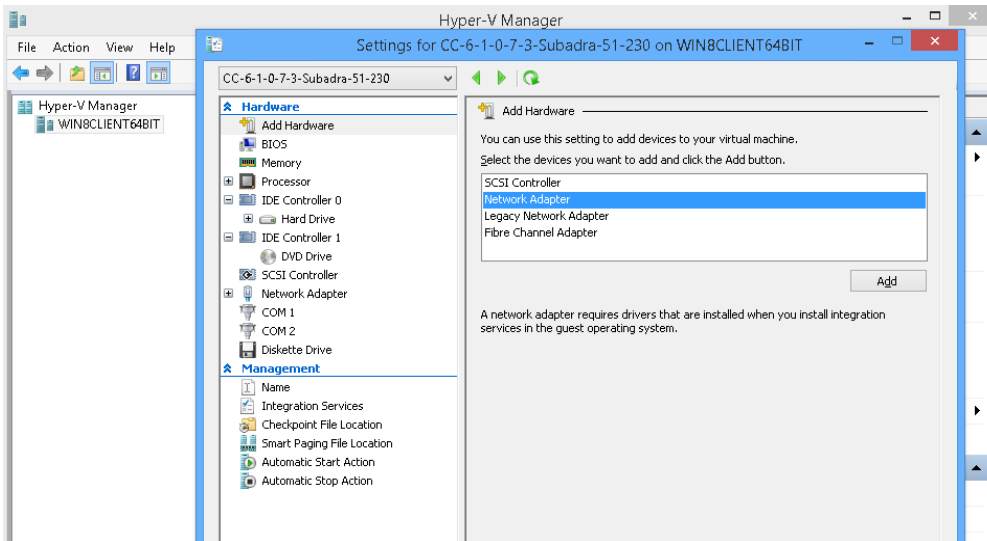 Hyper-V Manager
File Action View Help
Hyper-V Manager
WIN8CLIENT64BIT
Settings for CC-6-1-0-7-3-Subadra-51-230 on WIN8CLIENT64BIT
CC-6-1-0-7-3-Subadra-51-230
Hardware
Add Hardware
BIOS
Memory
Processor
IDE Controller 0
Hard Drive
IDE Controller 1
DVD Drive
SCSI Controller
Network Adapter
COM 1
COM 2
Diskette Drive
Management
Name
Integration Services
Checkpoint File Location
Smart Paging File Location
Automatic Start Action
Automatic Stop Action
Add Hardware
You can use this setting to add devices to your virtual machine.
Select the devices you want to add and click the Add button.
SCSI Controller
Network Adapter
Legacy Network Adapter
Fibre Channel Adapter
Add
A network adapter requires drivers that are installed when you install integration
services in the guest operating system.